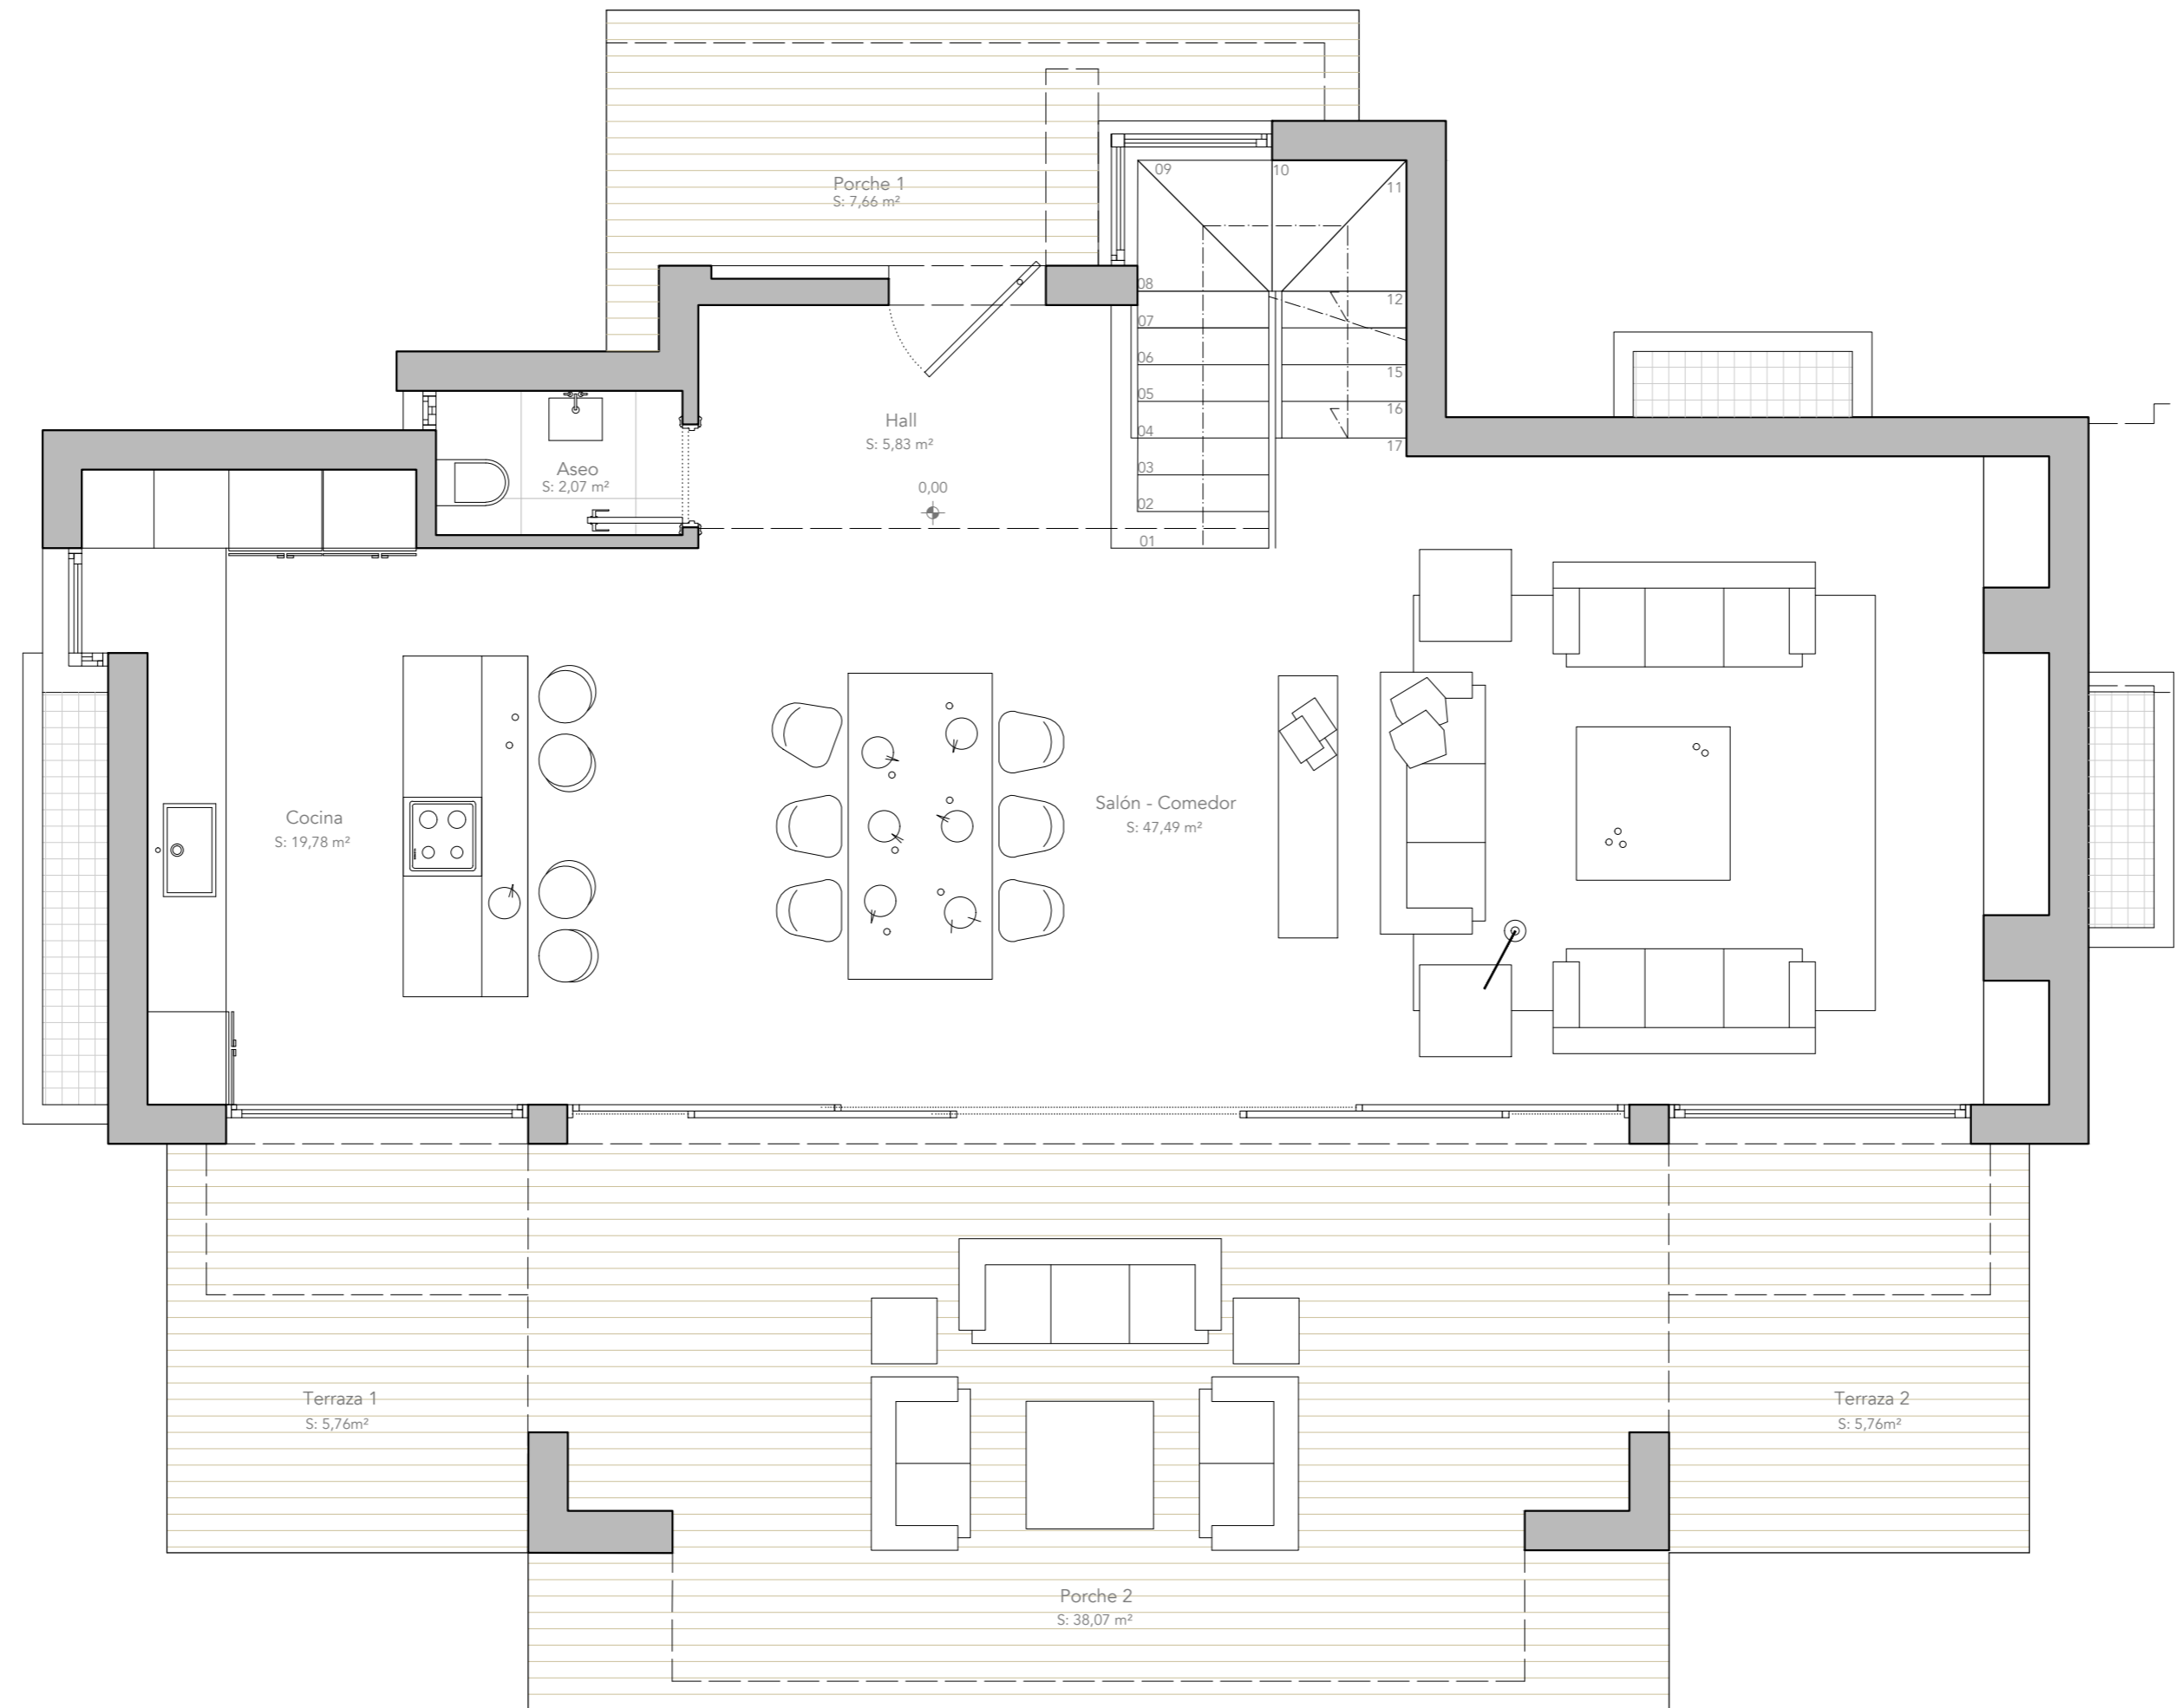 Porche 1
S: 7,66 m²
09
10
11
08
07
06
05
04
03
02
01
12
15
16
17
Hall
S: 5,83 m²
0,00
Aseo
S: 2,07 m²
Cocina
S: 19,78 m²
Salón - Comedor
S: 47,49 m²
Terraza 1
S: 5,76m²
Terraza 2
S: 5,76m²
Porche 2
S: 38,07 m²